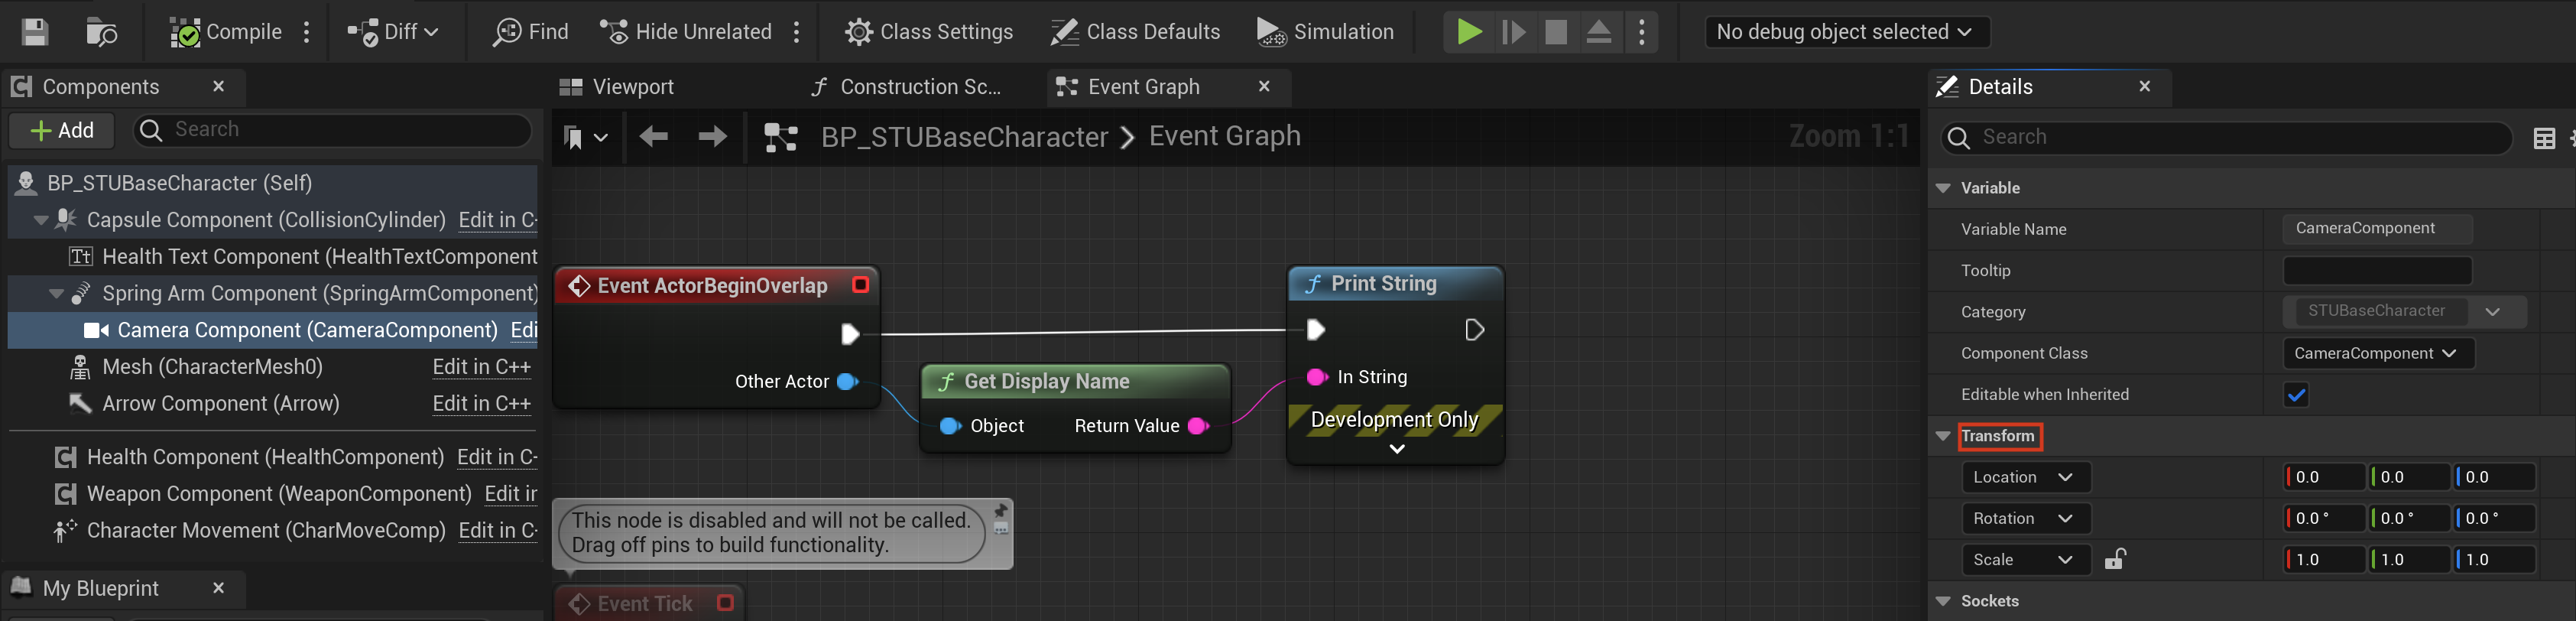 Compile
Diff
Find
Hide Unrelated
Class Settings
Class Defaults
Simulation
No debug object selected
Components
Add
Search
BP_STUBaseCharacter (Self)
Capsule Component (CollisionCylinder) Edit in C-
Health Text Component (HealthTextComponent
Spring Arm Component (SpringArmComponent)
Camera Component (CameraComponent) Edi
Mesh (CharacterMesh0) Edit in C++
Arrow Component (Arrow) Edit in C++
Health Component (HealthComponent) Edit in C-
Weapon Component (WeaponComponent) Edit ir
Character Movement (CharMoveComp) Edit in C-
My Blueprint
Viewport
Construction Sc...
Event Graph
BP_STUBaseCharacter > Event Graph
Zoom 1:1
Event ActorBeginOverlap
Other Actor
Get Display Name
Object Return Value
Print String
In String
Development Only
This node is disabled and will not be called.
Drag off pins to build functionality.
Event Tick
Details
Search
Variable
Variable Name CameraComponent
Tooltip
Category STUBaseCharacter
Component Class CameraComponent
Editable when Inherited
Transform
Location 0.0 0.0 0.0
Rotation 0.0 ° 0.0 ° 0.0 °
Scale 1.0 1.0 1.0
Sockets